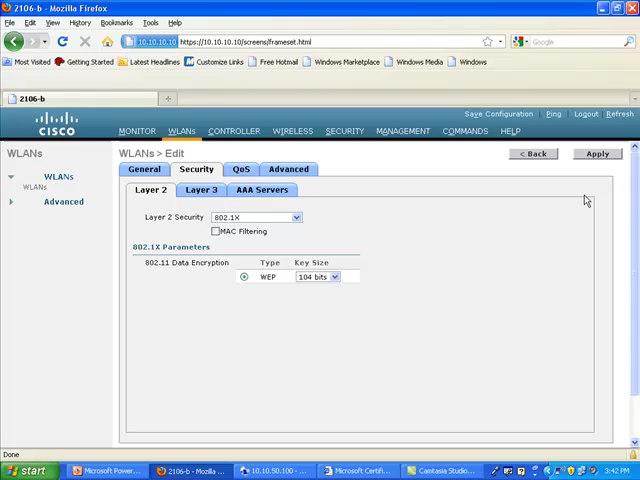 2106-b - Mozilla Firefox
File Edit View History Bookmarks Tools Help
10.10.10.10 https://10.10.10.10/screens/frameset.html
Google
Most Visited Getting Started Latest Headlines Customize Links Free Hotmail Windows Marketplace Windows Media Windows
2106-b
Save Configuration Ping Logout Refresh
CISCO
MONITOR WLANs CONTROLLER WIRELESS SECURITY MANAGEMENT COMMANDS HELP
WLANs
WLANs > Edit
< Back
Apply
WLANs
WLANs
Advanced
General Security QoS Advanced
Layer 2 Layer 3 AAA Servers
Layer 2 Security 802.1X
MAC Filtering
802.1X Parameters
802.11 Data Encryption Type Key Size
WEP 104 bits
Done
start Microsoft Power... 2106-b - Mozilla ... 10.10.50.100 - ... Microsoft Certifi... Camtasia Studio... 3:42 PM